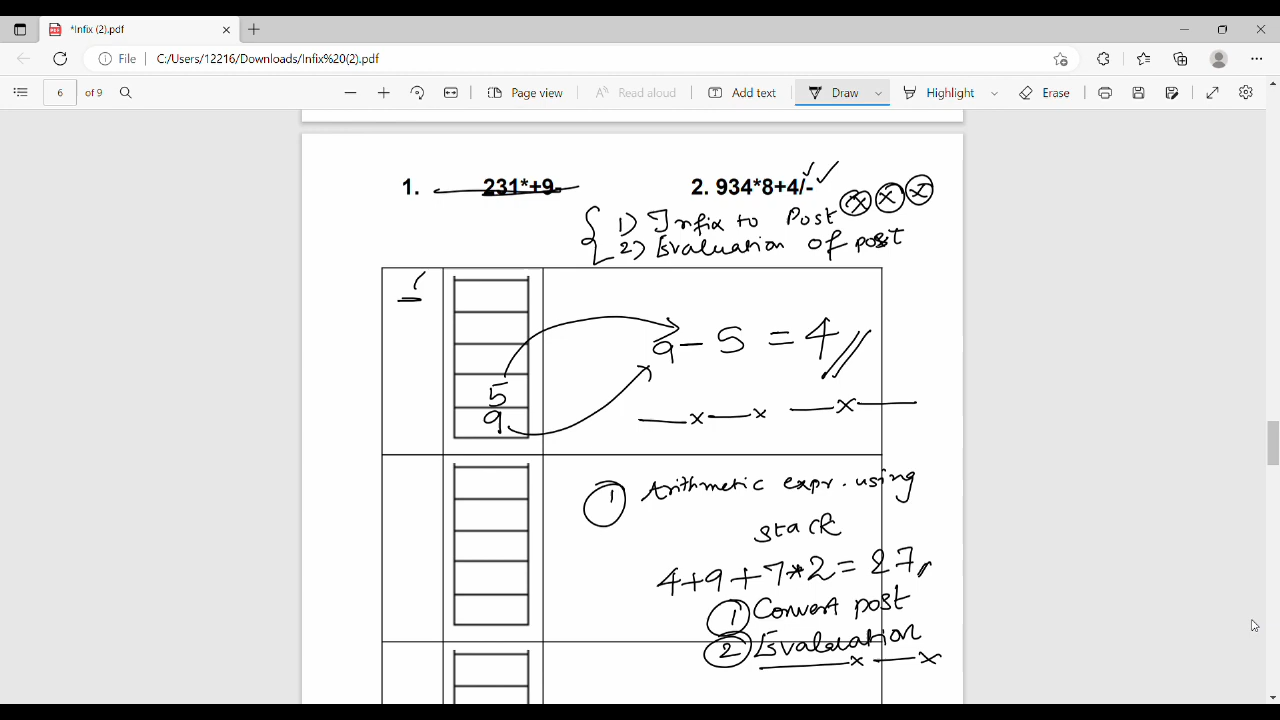 *Infix (2).pdf
File C:/Users/12216/Downloads/Infix%20(2).pdf
6 of 9 Page view Read aloud Add text Draw Highlight Erase
1. 231*+9- 2. 934*8+4/-
1) Infix to Post
2) Evaluation of post
9 - 5 = 4
5
9
1 Arithmetic expr. using
stack
4+9+7*2 = 27
1 Convert post
2 Evaluation